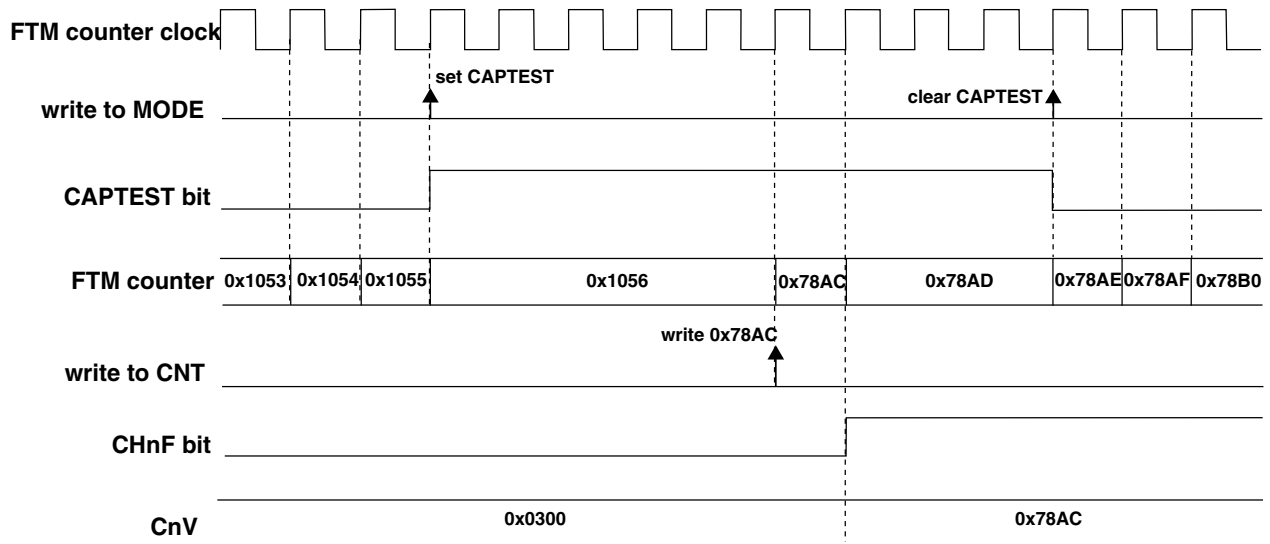 FTM counter clock
set CAPTEST
write to MODE
clear CAPTEST
CAPTEST bit
FTM counter 0x1053 0x1054 0x1055 0x1056 0x78AC 0x78AD 0x78AE 0x78AF 0x78B0
write 0x78AC
write to CNT
CHnF bit
CnV 0x0300 0x78AC